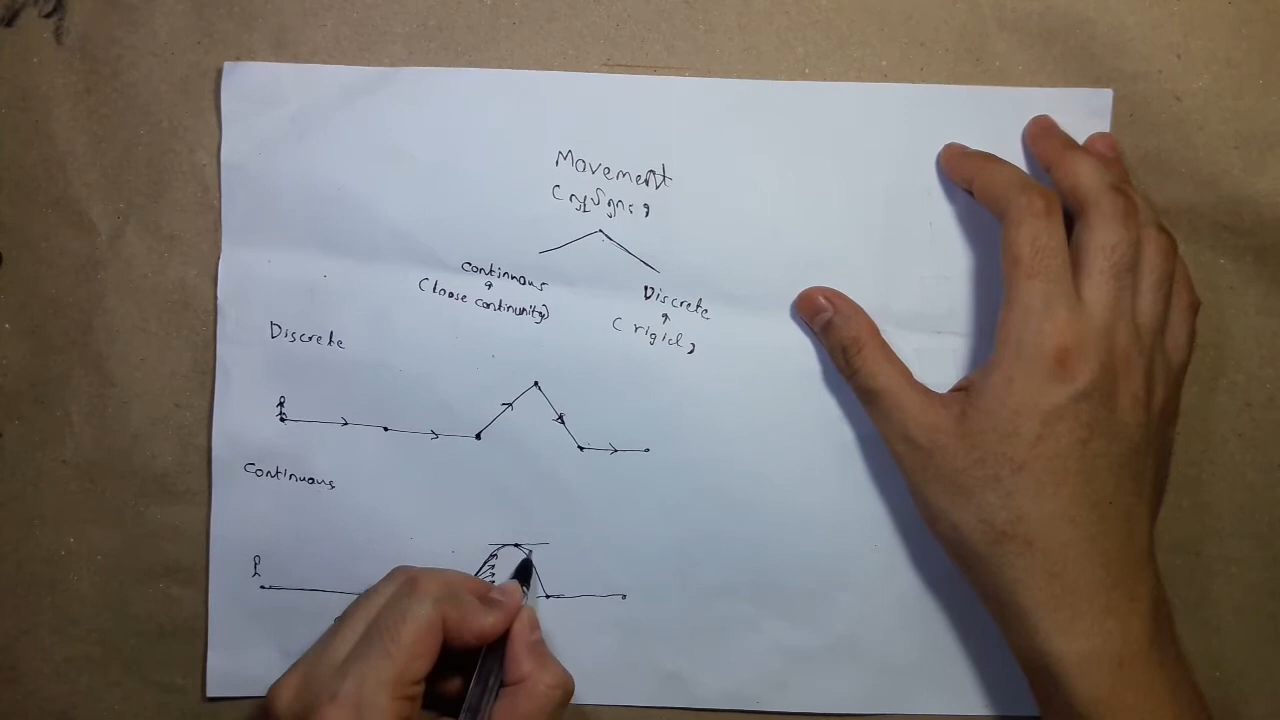 Movement
Continuous
(loose continuity)
Discrete
(rigid)
Discrete
Continuous